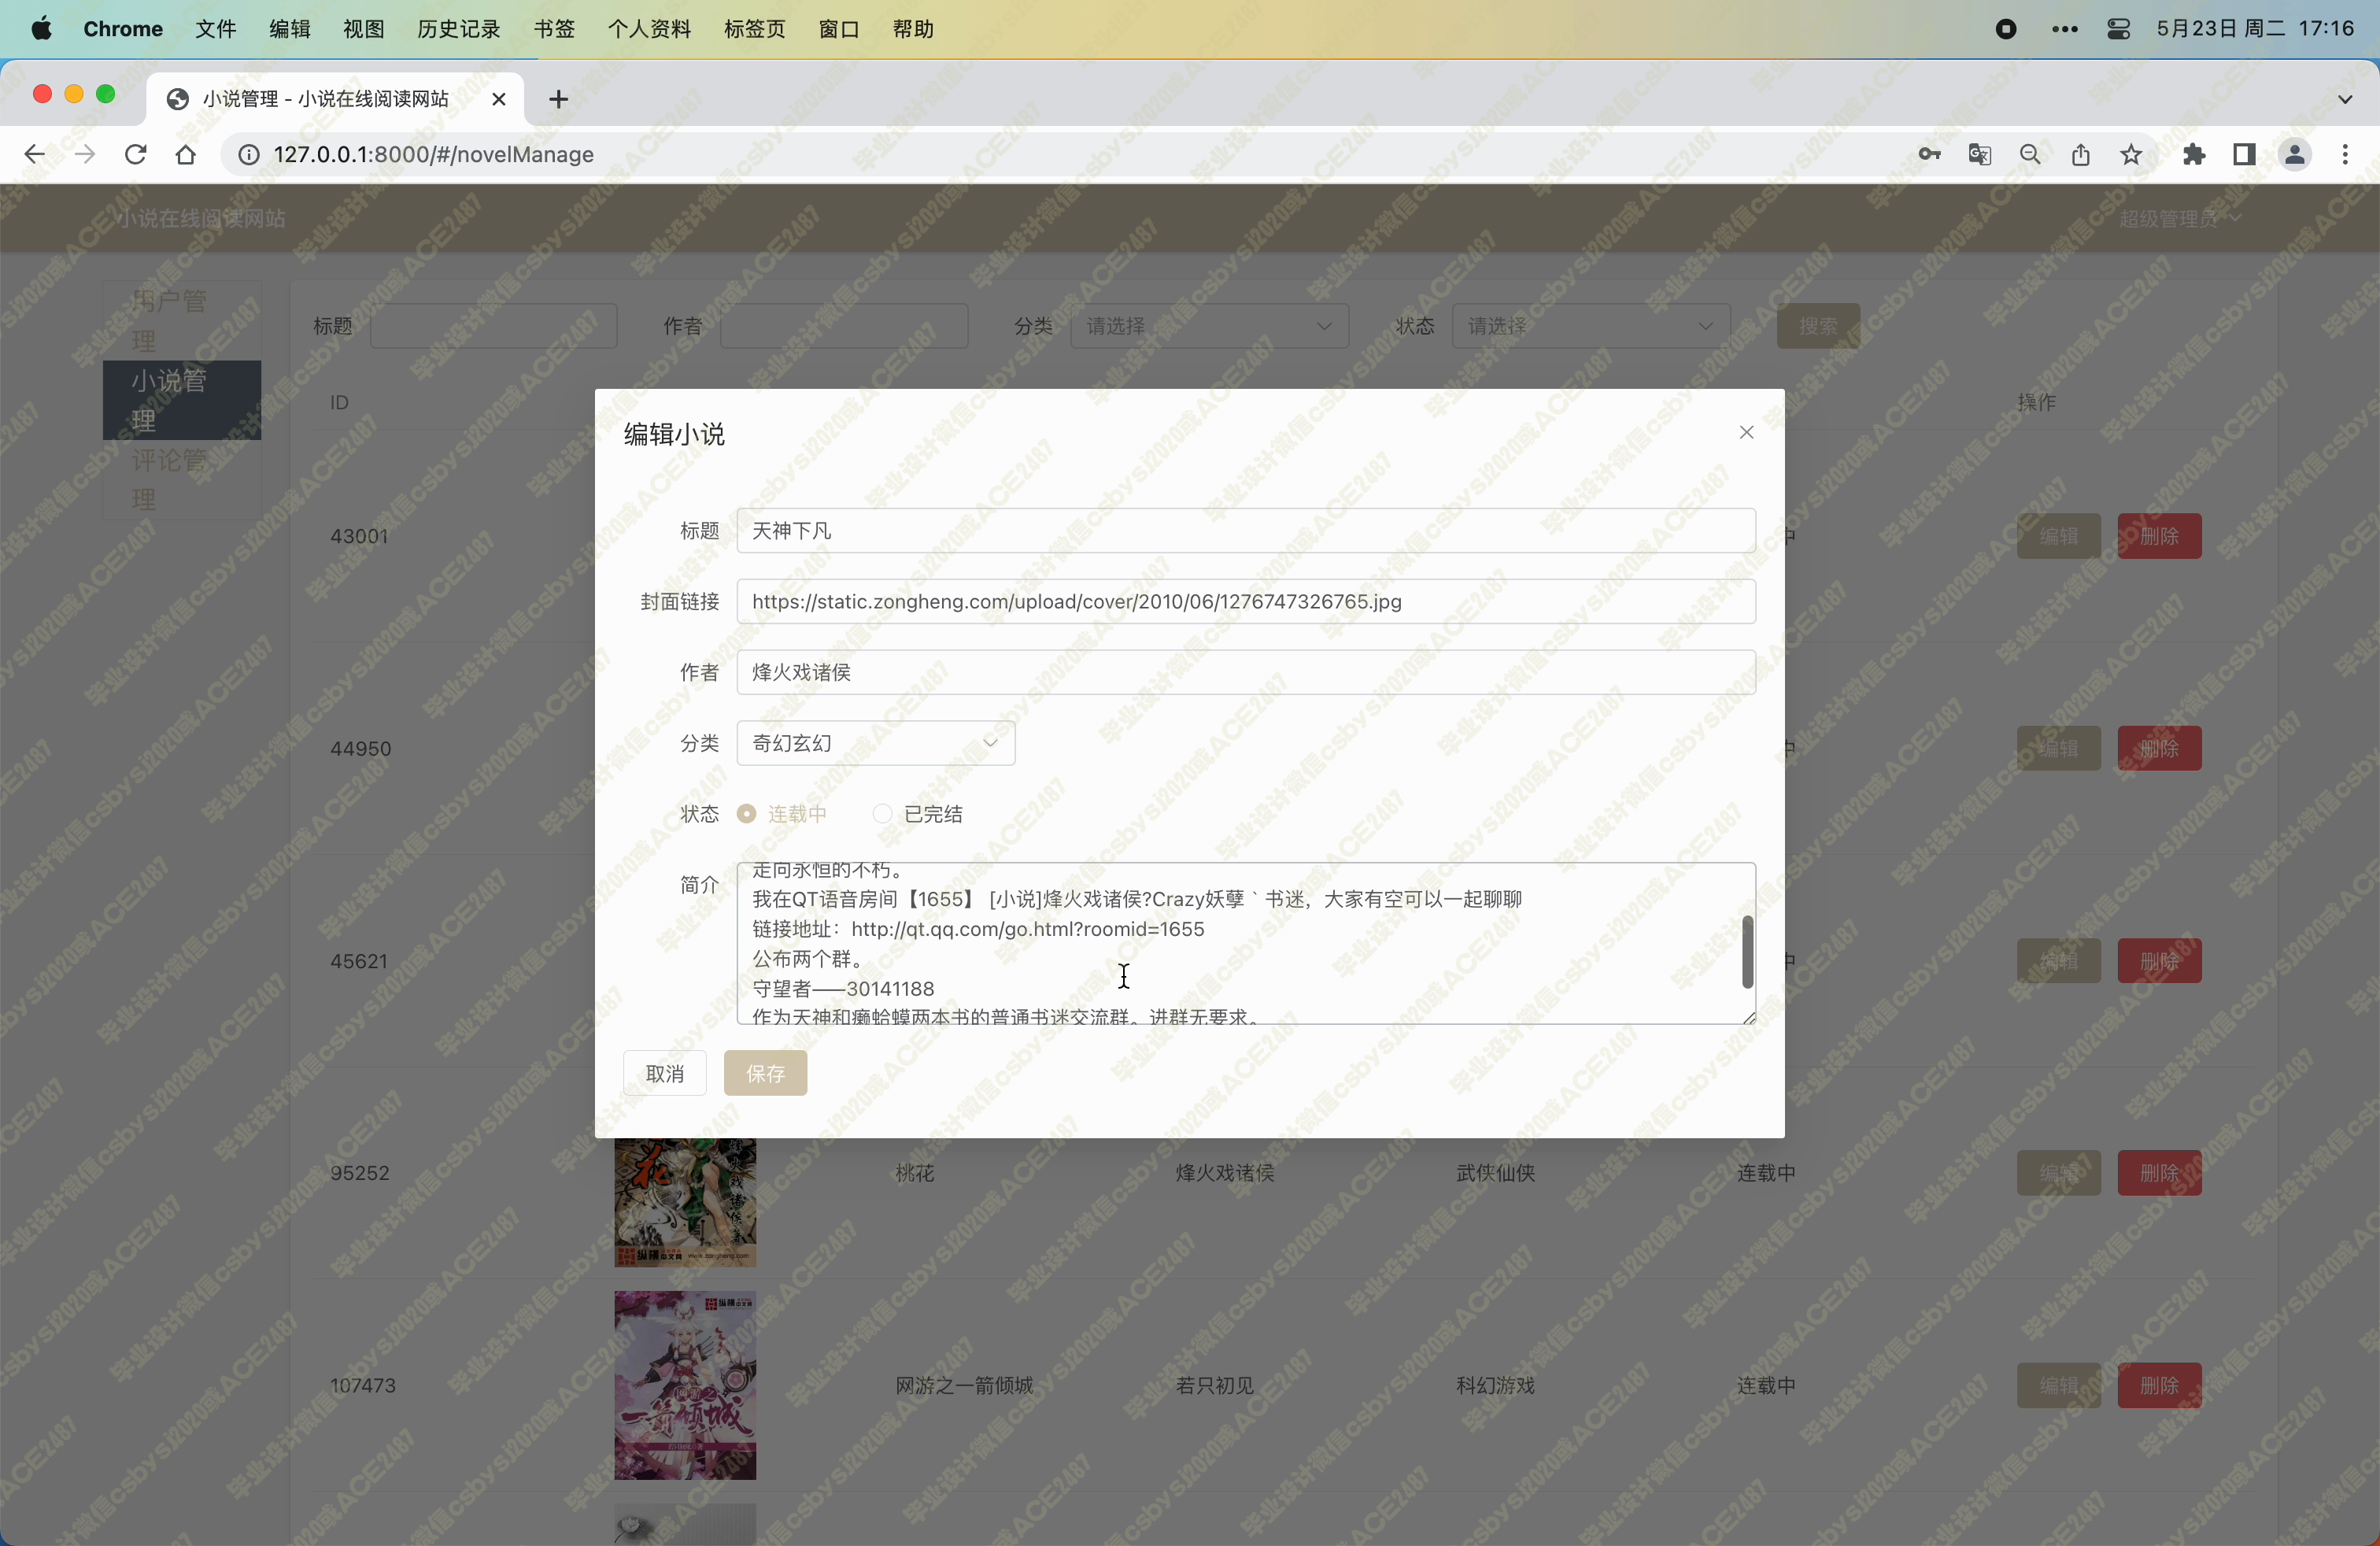 Chrome 文件 编辑 视图 历史记录 书签 个人资料 标签页 窗口 帮助 5月23日 周二 17:16
小说管理 - 小说在线阅读网站
127.0.0.1:8000/#/novelManage
小说在线阅读网站 超级管理员
用户管理
小说管理
评论管理
标题 作者 分类 请选择 状态 请选择 搜索
ID 操作
编辑小说
标题 天神下凡
封面链接 https://static.zongheng.com/upload/cover/2010/06/1276747326765.jpg
作者 烽火戏诸侯
分类 奇幻玄幻
状态 连载中 已完结
简介
走向永恒的不朽。
我在QT语音房间【1655】 [小说]烽火戏诸侯?Crazy妖孽 ` 书迷，大家有空可以一起聊聊
链接地址：http://qt.qq.com/go.html?roomid=1655
公布两个群。
守望者——30141188
作为天神和癞蛤蟆两本书的普通书迷交流群。进群无要求。
取消 保存
43001 中 编辑 删除
44950 中 编辑 删除
45621 中 编辑 删除
95252 桃花 烽火戏诸侯 武侠仙侠 连载中 编辑 删除
107473 网游之一箭倾城 若只初见 科幻游戏 连载中 编辑 删除
毕业设计微信csbysj2020或ACE2487